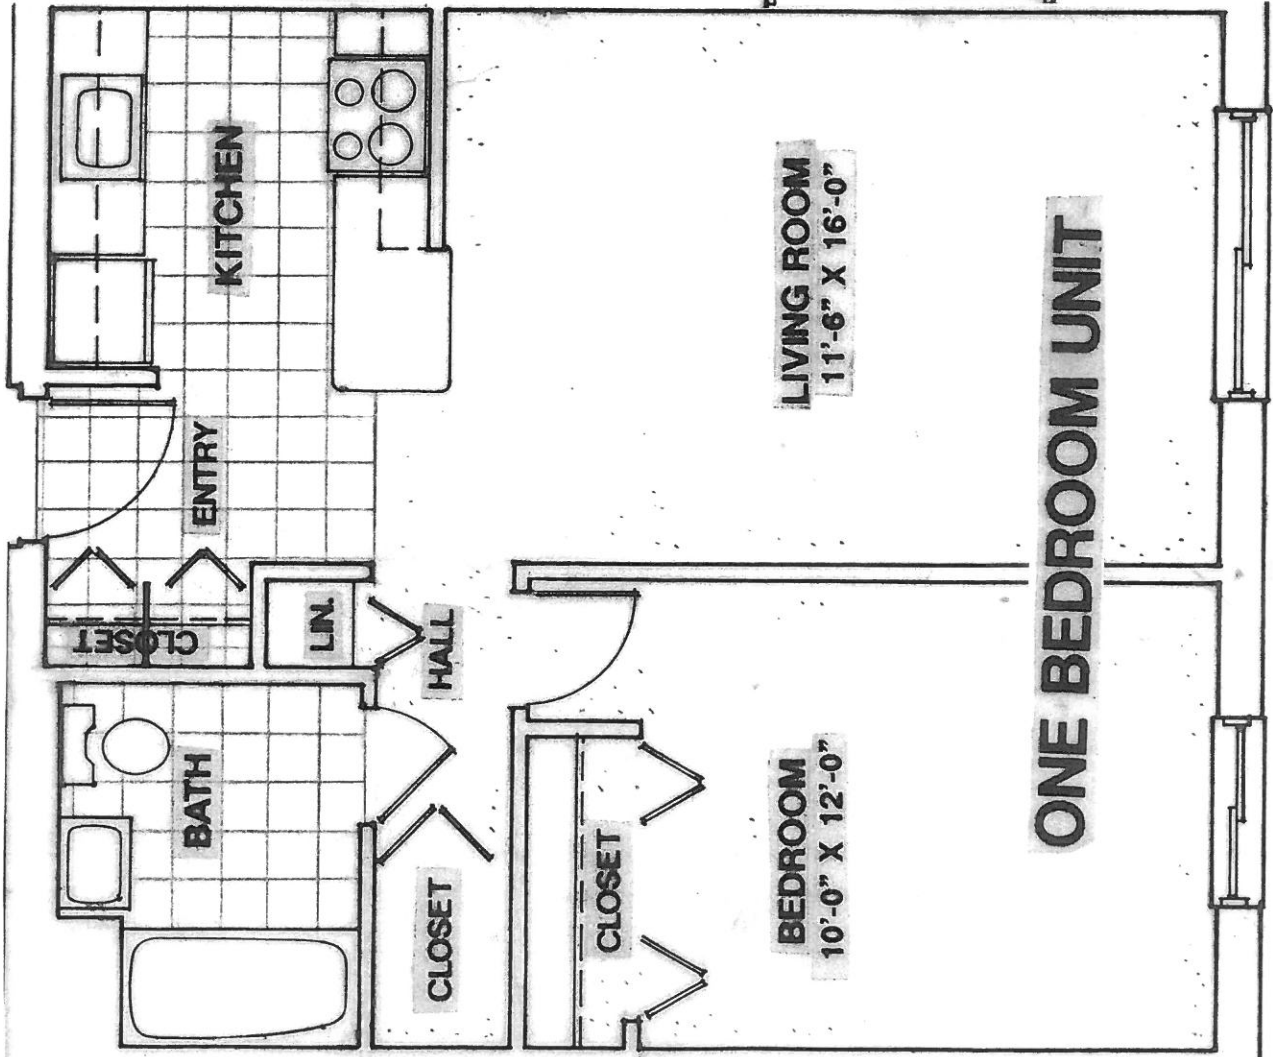 KITCHEN
LIVING ROOM
11'-6" X 16'-0"
ENTRY
ONE BEDROOM UNIT
CLOSET
LIN.
HALL
BATH
CLOSET
CLOSET
BEDROOM
10'-0" X 12'-0"